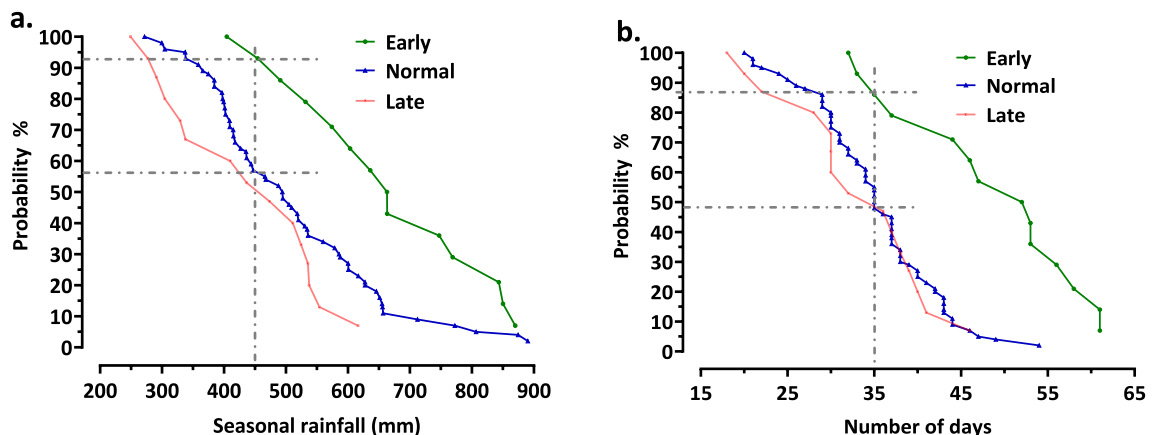 a.
Probability %
100
90
80
70
60
50
40
30
20
10
0
Early
Normal
Late
200 300 400 500 600 700 800 900
Seasonal rainfall (mm)
b.
Probability %
100
90
80
70
60
50
40
30
20
10
0
Early
Normal
Late
15 25 35 45 55 65
Number of days